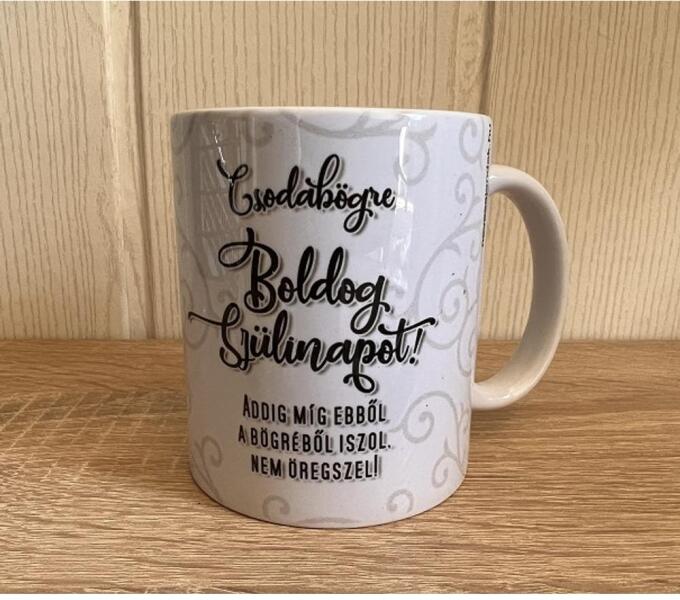 Csodabögre
Boldog
Szülinapot!
ADDIG MÍG EBBŐL
A BÖGRÉBŐL ISZOL,
NEM ÖREGSZEL!